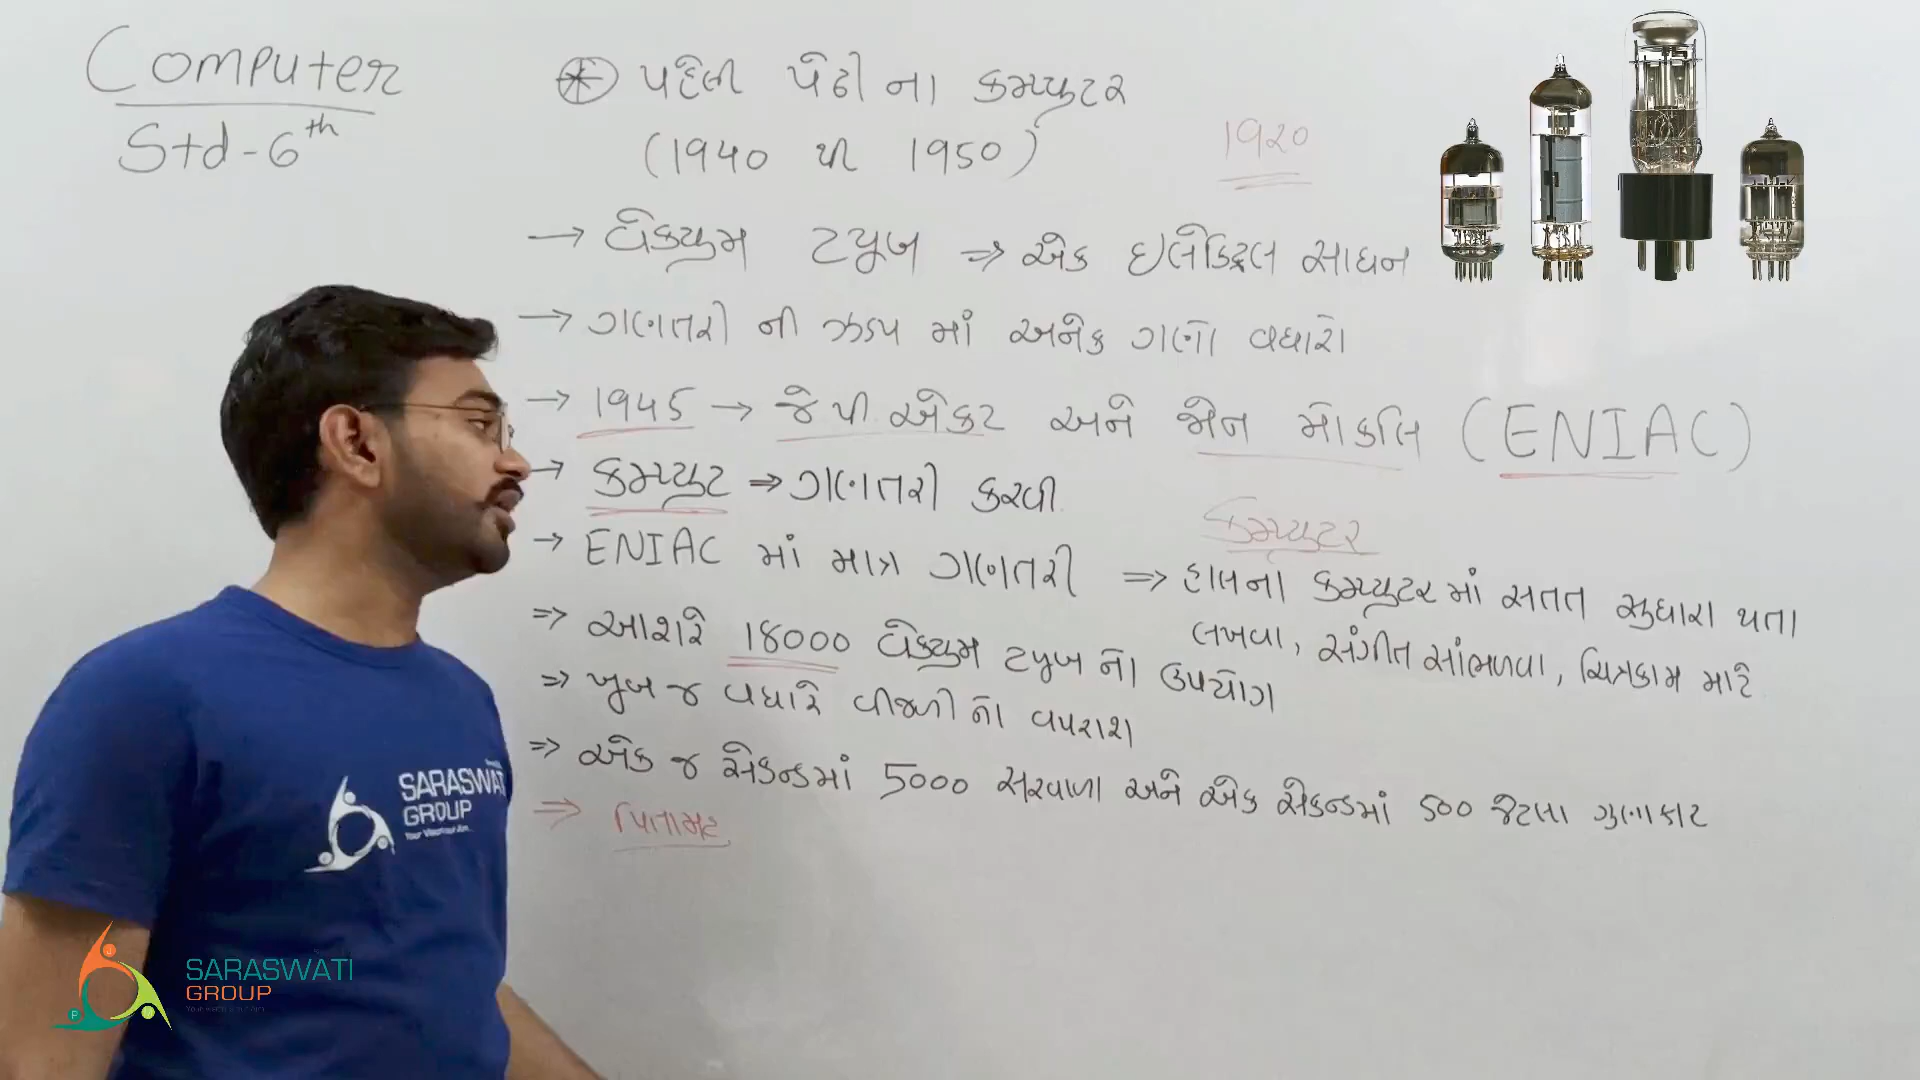 Computer
Std-6th
પહેલી પેઢી ના કમ્પ્યુટર
(1940 થી 1950)
1920
→ વેક્યુમ ટ્યુબ ⇒ એક ઇલેક્ટ્રિલ સાધન
→ ગણતરી ની ઝડપ માં અનેક ગણો વધારો
→ 1945 → જે પી. એકર્ટ અને જોન મોકલિ (ENIAC)
→ કમ્પ્યુટ ⇒ ગણતરી કરવી
કમ્પ્યુટર
→ ENIAC માં માત્ર ગણતરી ⇒ હાલના કમ્પ્યુટર માં સતત સુધારા થતા
લખવા, સંગીત સાંભળવા, ચિત્રકામ માટે
⇒ આશરે 18000 વેક્યુમ ટ્યુબ નો ઉપયોગ
⇒ ખૂબ જ વધારે વીજળી નો વપરાશ
⇒ એક જ સેકન્ડમાં 5000 સરવાળા અને એક સેકન્ડમાં 500 જેટલા ગુણાકાર
⇒ પિતામહ
SARASWATI
GROUP
SARASWATI
GROUP